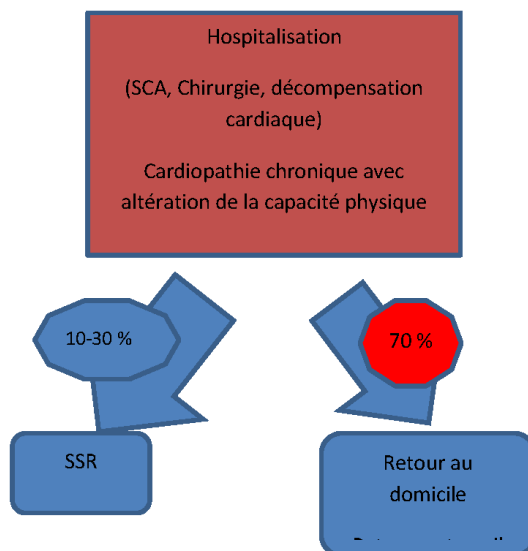 Hospitalisation
(SCA, Chirurgie, décompensation
cardiaque)
Cardiopathie chronique avec
altération de la capacité physique
10-30 %
70 %
SSR
Retour au
domicile